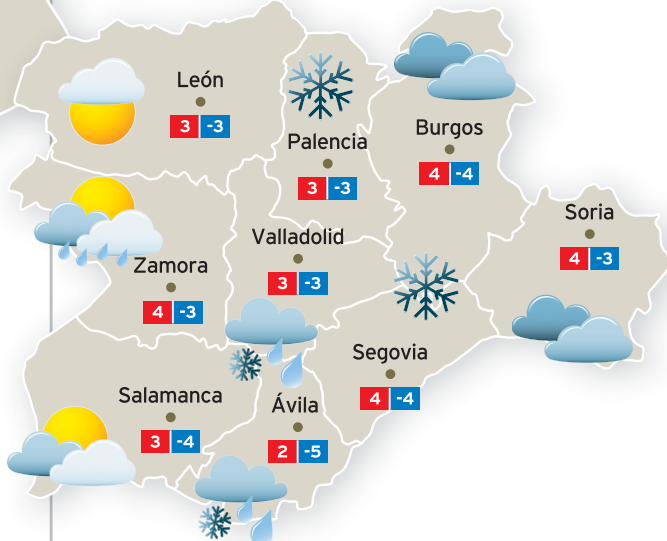 León
3 -3
Palencia
3 -3
Burgos
4 -4
Soria
4 -3
Valladolid
3 -3
Zamora
4 -3
Segovia
4 -4
Salamanca
3 -4
Ávila
2 -5